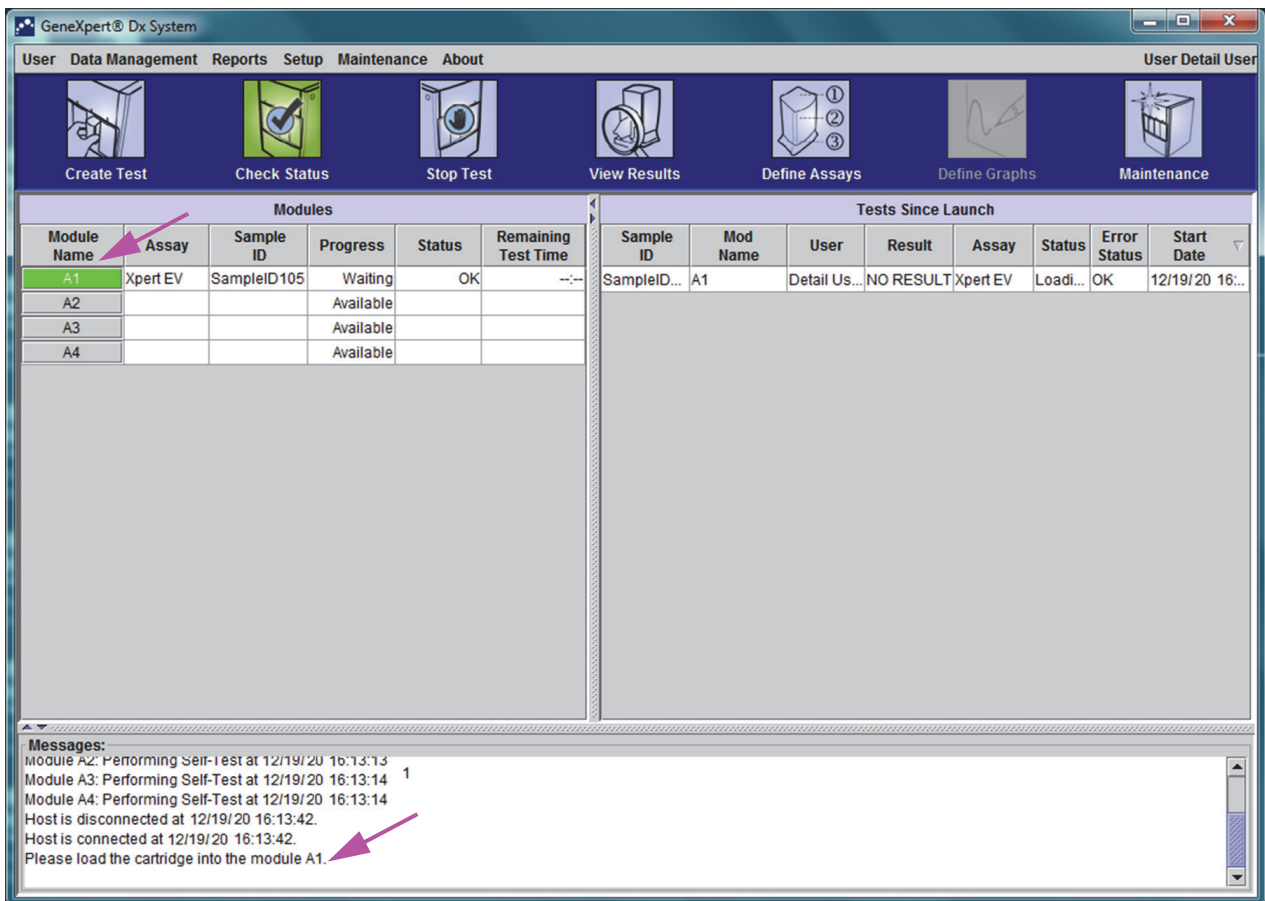 GeneXpert® Dx System
User Data Management Reports Setup Maintenance About User Detail User
Create Test Check Status Stop Test View Results Define Assays Define Graphs Maintenance
① ② ③
Modules
Module Name Assay Sample ID Progress Status Remaining Test Time
A1 Xpert EV SampleID105 Waiting OK --:--
A2 Available
A3 Available
A4 Available
Tests Since Launch
Sample ID Mod Name User Result Assay Status Error Status Start Date
SampleID... A1 Detail Us... NO RESULT Xpert EV Loadi... OK 12/19/20 16:...
Messages:
Module A2: Performing Self-Test at 12/19/20 16:13:13
Module A3: Performing Self-Test at 12/19/20 16:13:14 1
Module A4: Performing Self-Test at 12/19/20 16:13:14
Host is disconnected at 12/19/20 16:13:42.
Host is connected at 12/19/20 16:13:42.
Please load the cartridge into the module A1.